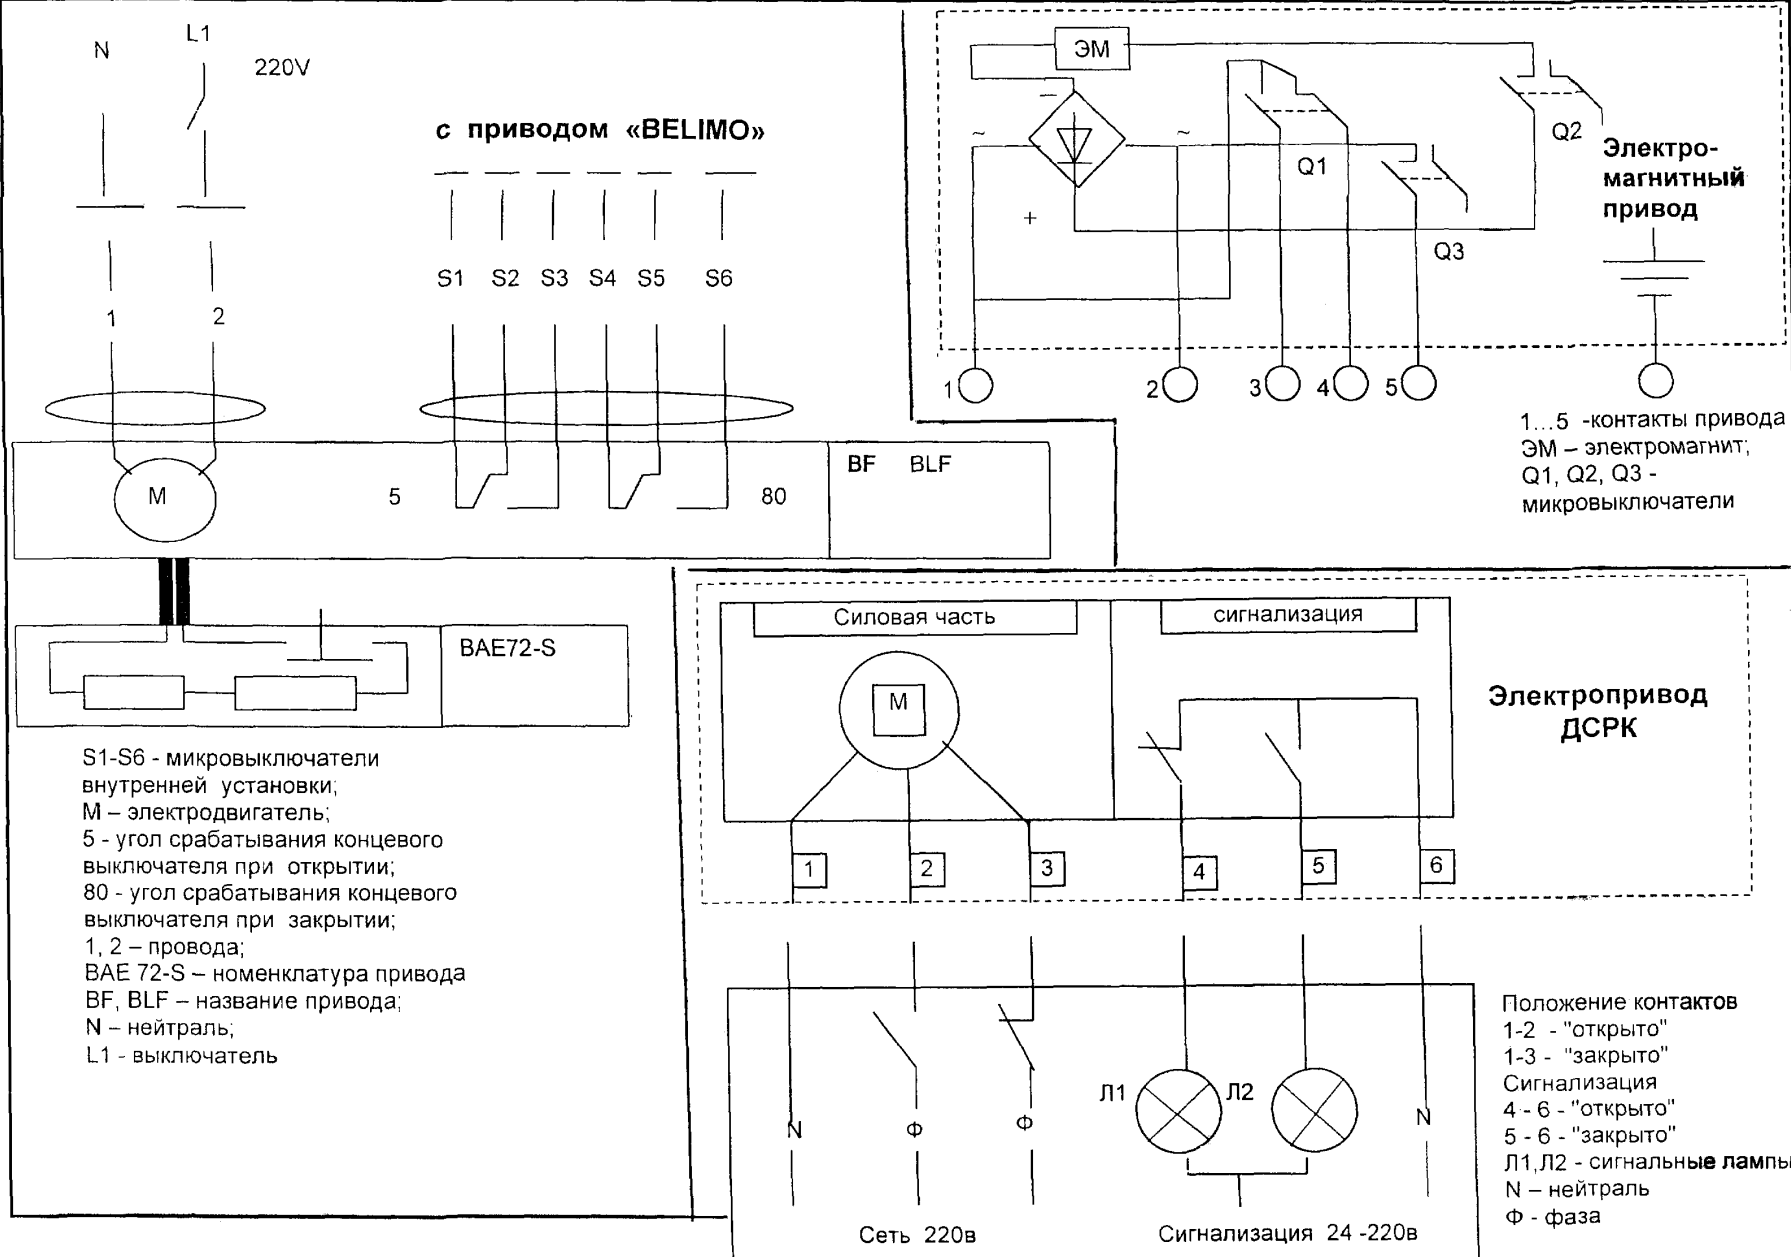 N
L1
220V
с приводом «BELIMO»
S1 S2 S3 S4 S5 S6
1 2
M
5
80
BF BLF
BAE72-S
S1-S6 - микровыключатели
внутренней установки;
М – электродвигатель;
5 - угол срабатывания концевого
выключателя при открытии;
80 - угол срабатывания концевого
выключателя при закрытии;
1, 2 – провода;
BAE 72-S – номенклатура привода
BF, BLF – название привода;
N – нейтраль;
L1 - выключатель
ЭМ
–
~ ~
+
Q1
Q2
Q3
Электро-
магнитный
привод
1 2 3 4 5
1...5 -контакты привода
ЭМ – электромагнит;
Q1, Q2, Q3 -
микровыключатели
Силовая часть
сигнализация
M
Электропривод
ДСРК
1 2 3 4 5 6
Л1 Л2
N Ф Ф N
Сеть 220в
Сигнализация 24 -220в
Положение контактов
1-2 - "открыто"
1-3 - "закрыто"
Сигнализация
4 - 6 - "открыто"
5 - 6 - "закрыто"
Л1,Л2 - сигнальные лампы
N – нейтраль
Ф - фаза